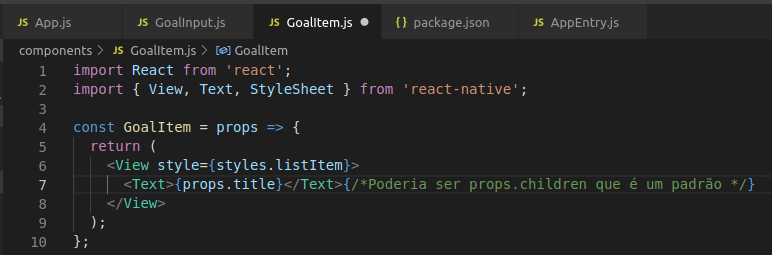 JS App.js JS GoalInput.js JS GoalItem.js ● { } package.json JS AppEntry.js
components > JS GoalItem.js > GoalItem
1 import React from 'react';
2 import { View, Text, StyleSheet } from 'react-native';
3
4 const GoalItem = props => {
5 return (
6 <View style={styles.listItem}>
7 <Text>{props.title}</Text>{/*Poderia ser props.children que é um padrão */}
8 </View>
9 );
10 };